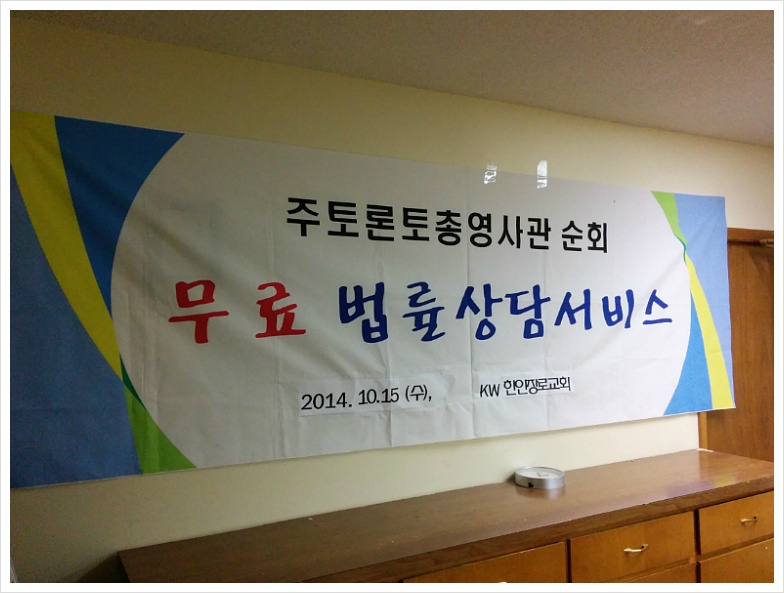 주토론토총영사관 순회
무료 법률상담서비스
2014. 10.15 (수), KW 한인장로교회